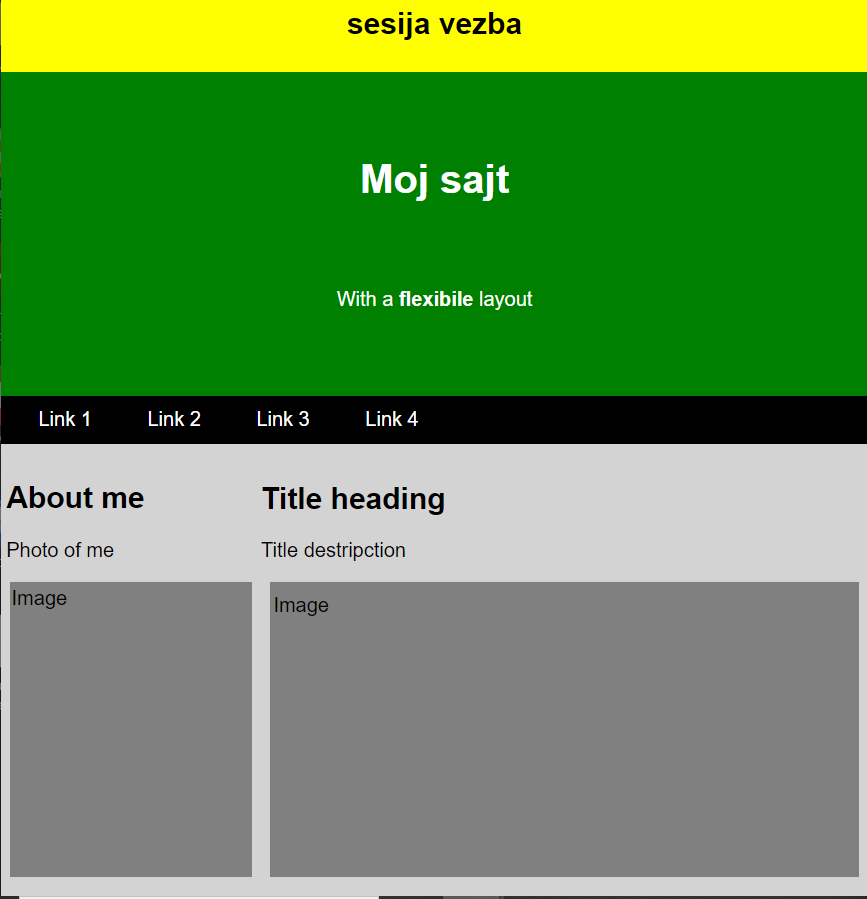 sesija vezba
Moj sajt
With a flexibile layout
Link 1 Link 2 Link 3 Link 4
About me
Photo of me
Image
Title heading
Title destripction
Image